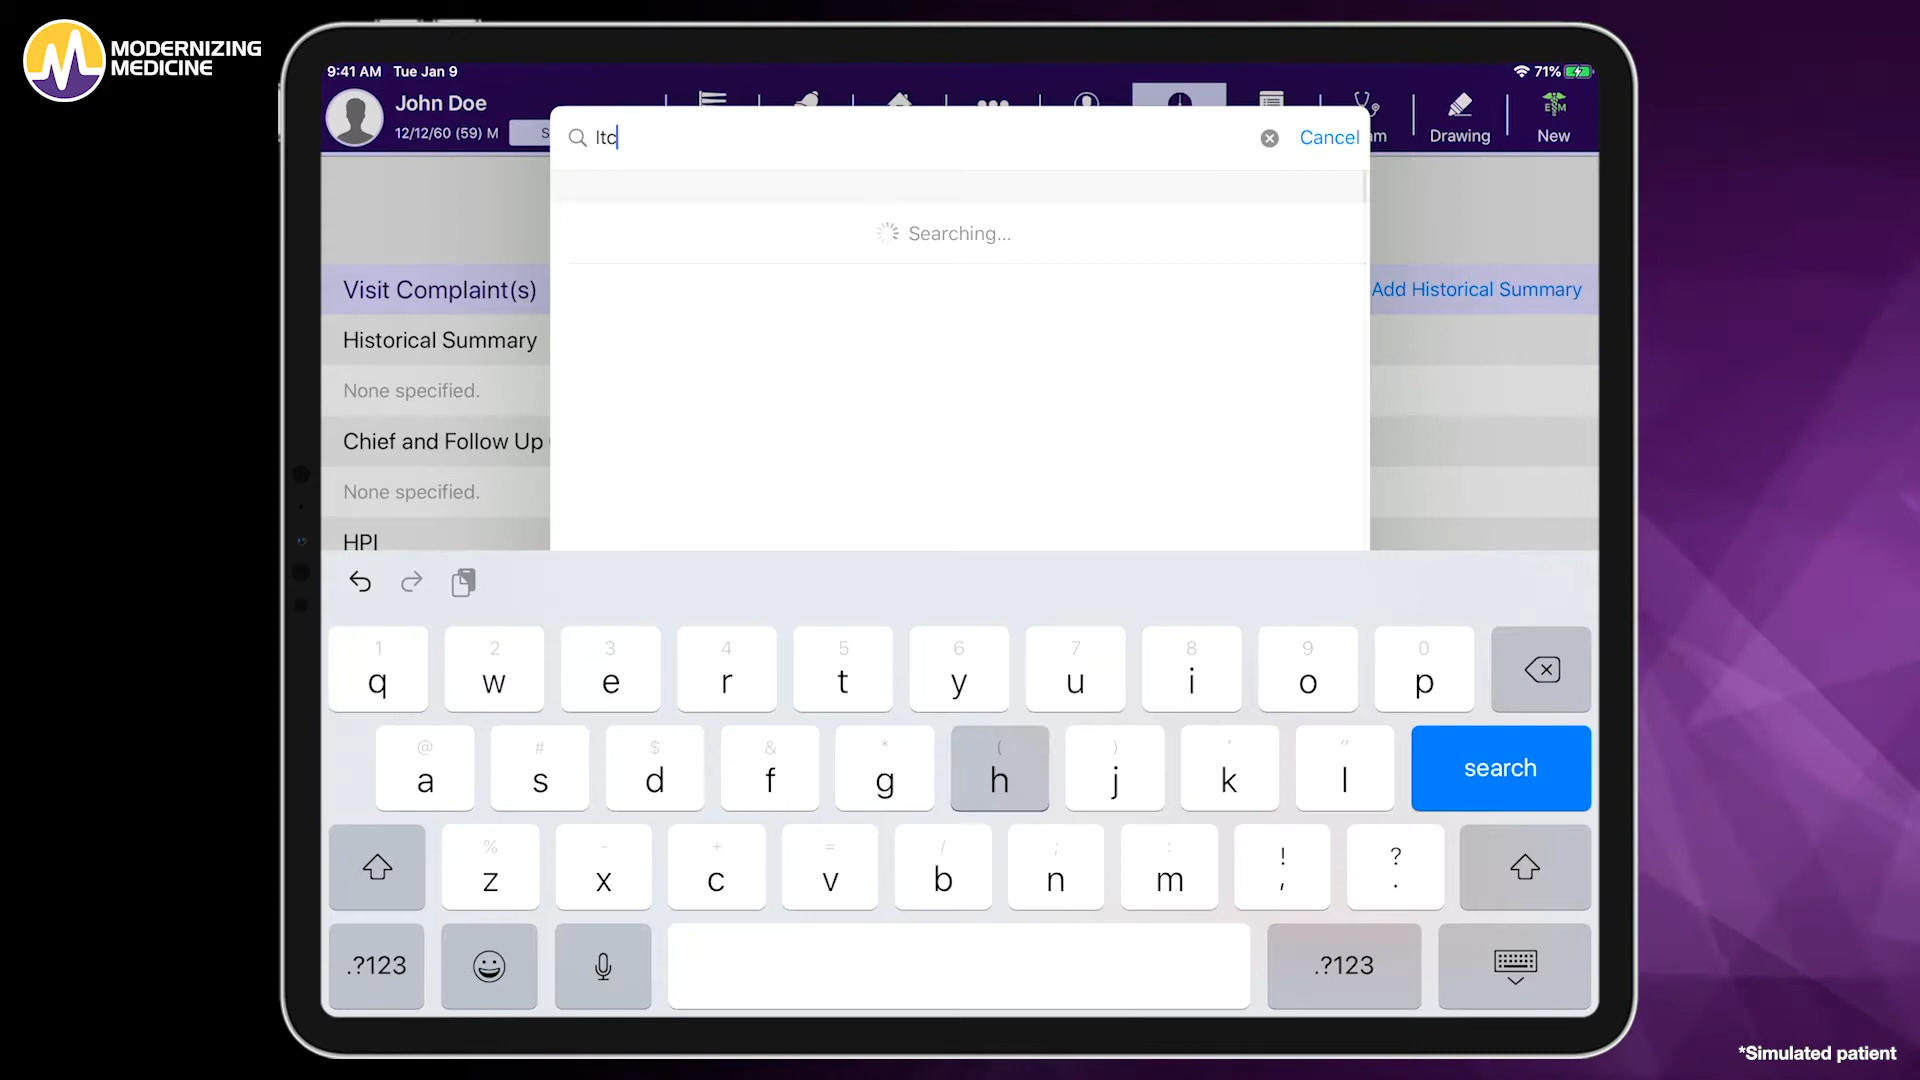 MODERNIZING
MEDICINE
9:41 AM Tue Jan 9
71%
John Doe
12/12/60 (59) M
S
Itc
Cancel
am
Drawing
New
Searching...
Visit Complaint(s)
Add Historical Summary
Historical Summary
None specified.
Chief and Follow Up
None specified.
HPI
1 2 3 4 5 6 7 8 9 0
q w e r t y u i o p
@ # $ & * ( ) ' "
a s d f g h j k l search
% - + = / ; : ! ?
z x c v b n m , .
.?123 .?123
*Simulated patient